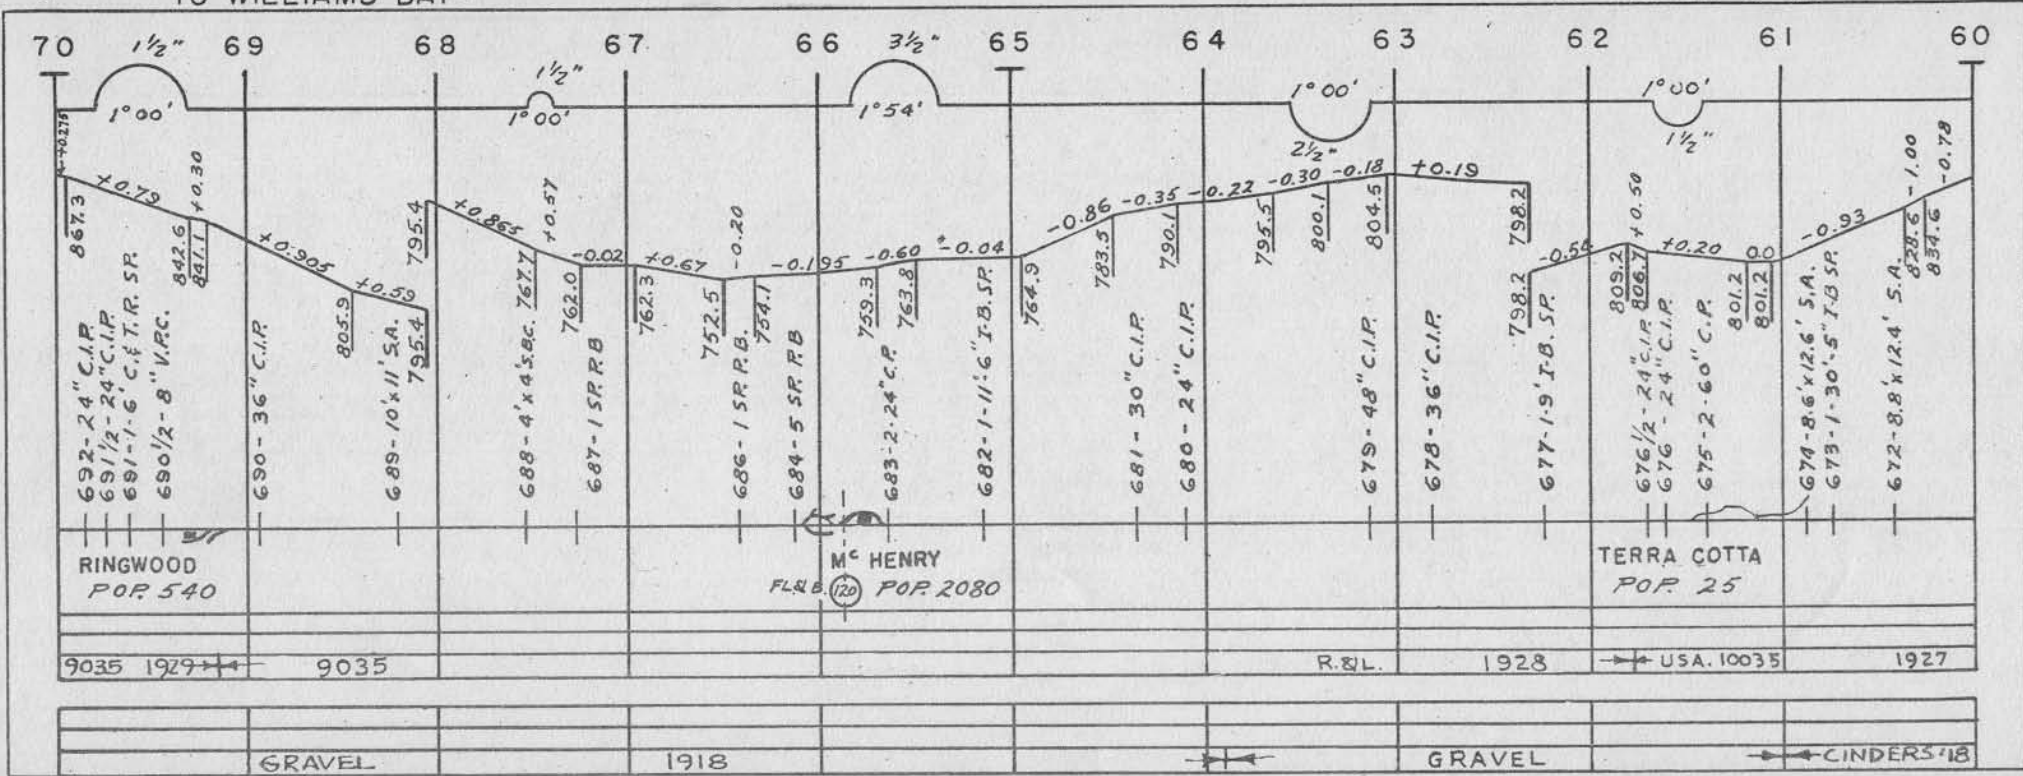 70 69 68 67 66 65 64 63 62 61 60
1½" 1½" 3½"
1°00' 1°00' 1°54' 1°00' 1°00'
2½" 1½"
+0.79 +0.30 +0.905 +0.59 +0.865 +0.57 -0.02 +0.67 -0.20 -0.195 -0.60 -0.04 -0.86 -0.35 -0.22 -0.30 -0.18 +0.19 +0.50 +0.20 0.0 -0.93 -1.00 -0.78
867.3 842.6 841.1 805.9 795.4 795.4 767.7 762.0 762.3 752.5 754.1 759.3 763.8 764.9 783.5 790.1 795.5 800.1 804.5 798.2 798.2 809.2 806.7 801.2 801.2 828.6 834.6
692-24" C.I.P.
691½-24" C.I.P.
691-1-6' C.&T.R. SP.
690½-8" V.P.C.
690-36" C.I.P.
689-10'x11' S.A.
688-4'x4' S.B.C.
687-1 SP. P.B
686-1 SP. P.B.
684-5 SP. P.B
683-2-24" C.P.
682-1-11'-6" I-B. SP.
681-30" C.I.P.
680-24" C.I.P.
679-48" C.I.P.
678-36" C.I.P.
677-1-9' I-B. SP.
676½-24" C.I.P.
676-24" C.I.P.
675-2-60" C.P.
674-8.6'x12.6' S.A.
673-1-30'-5" I-B SP.
672-8.8'x12.4' S.A.
RINGWOOD Mc HENRY TERRA COTTA
POP. 540 FL&B. 120 POP. 2080 POP. 25
9035 1929 9035 R.&L. 1928 USA. 10035 1927
GRAVEL 1918 GRAVEL CINDERS '18